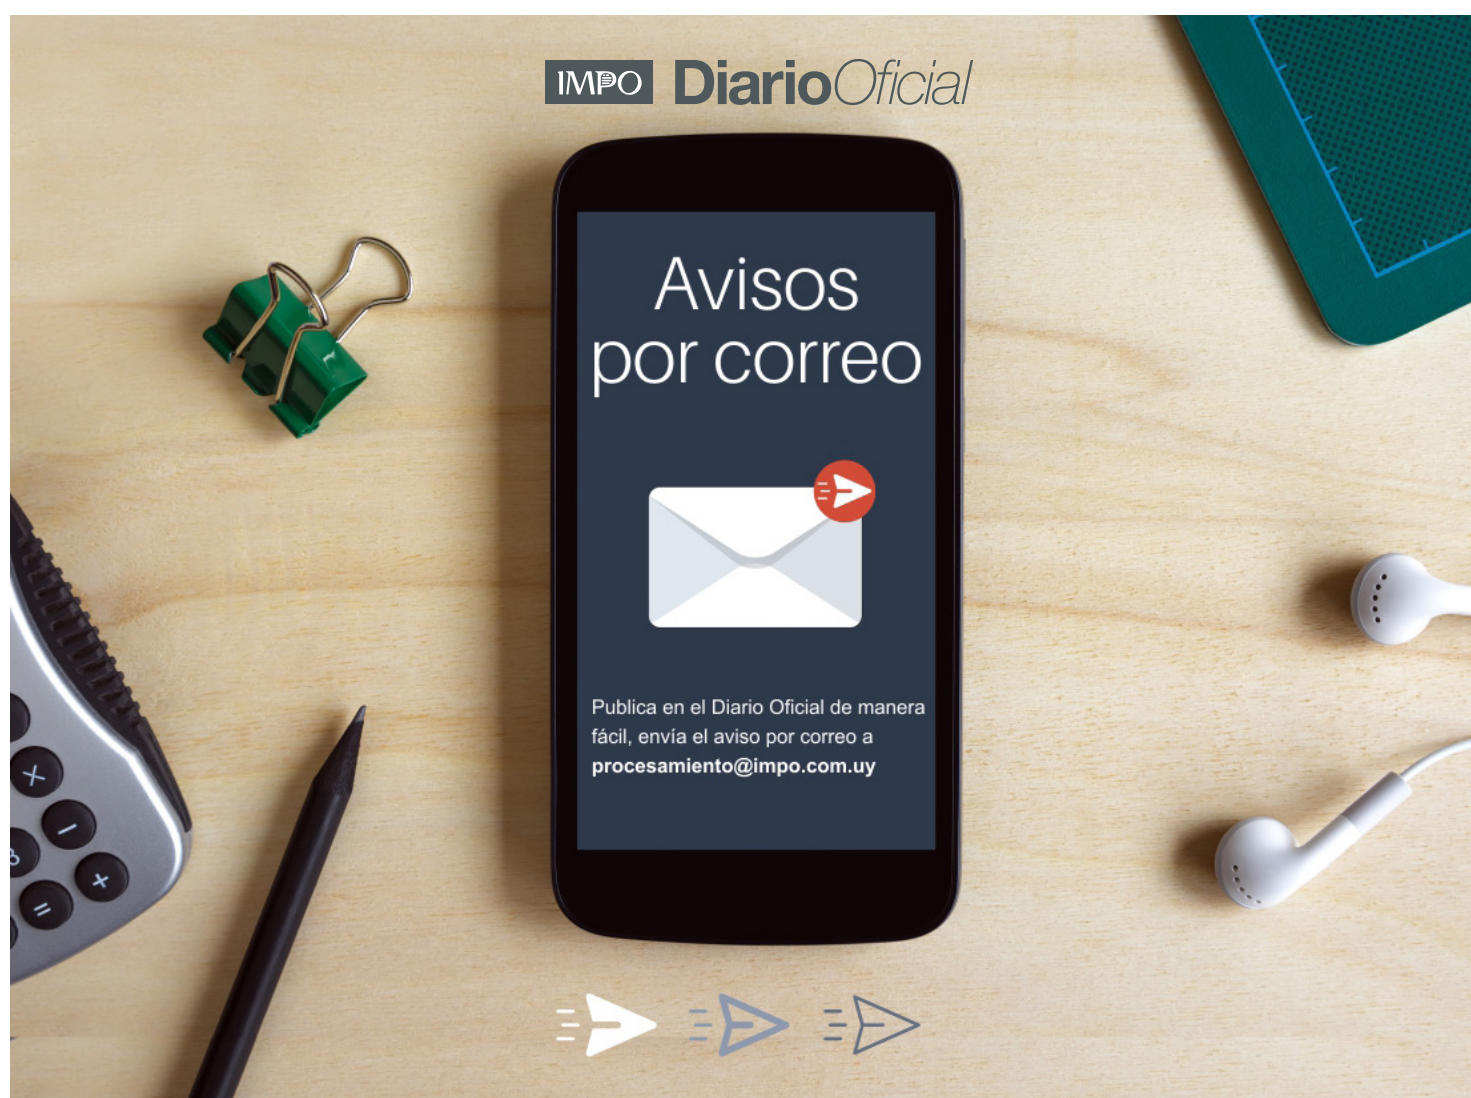 IMPO DiarioOficial
Avisos
por correo
Publica en el Diario Oficial de manera
fácil, envía el aviso por correo a
procesamiento@impo.com.uy
×
−
+
=